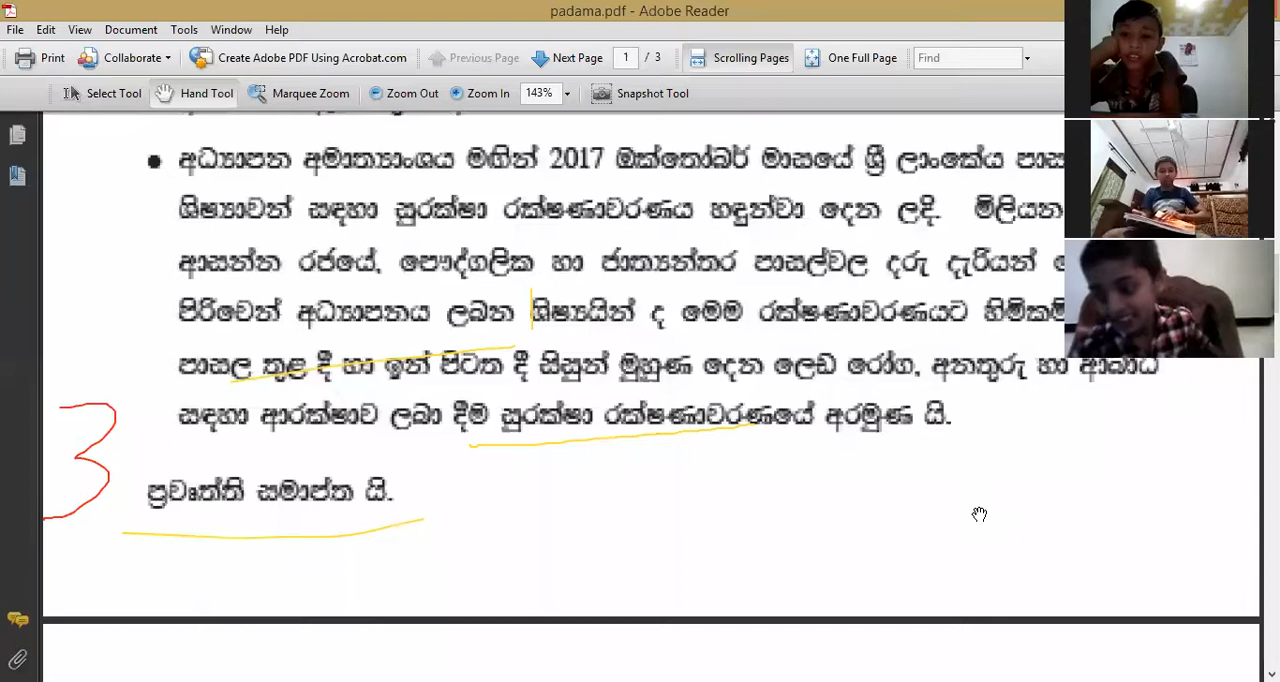 padama.pdf - Adobe Reader
File Edit View Document Tools Window Help
Print Collaborate Create Adobe PDF Using Acrobat.com Previous Page Next Page 1 / 3 Scrolling Pages One Full Page Find
Select Tool Hand Tool Marquee Zoom Zoom Out Zoom In 143% Snapshot Tool
• අධ්‍යාපන අමාත්‍යාංශය මඟින් 2017 ඔක්තෝබර් මාසයේ ශ්‍රී ලාංකේය
ශිෂ්‍යාවන් සඳහා සුරක්ෂා රක්ෂණාවරණය හඳුන්වා දෙන ලදි.
ආසන්න රජයේ, පෞද්ගලික හා ජාත්‍යන්තර පාසල්වල දරු දැරියන්
පිරිවෙන් අධ්‍යාපනය ලබන ශිෂ්‍යයින් ද මෙම රක්ෂණාවරණයට
පාසල තුළ දී හා ඉන් පිටත දී සිසුන් මුහුණ දෙන ලෙඩ රෝග, අනතුරු හා ආබාධ
සඳහා ආරක්ෂාව ලබා දීම සුරක්ෂා රක්ෂණාවරණයේ අරමුණ යි.
3
ප්‍රවෘත්ති සමාප්ත යි.